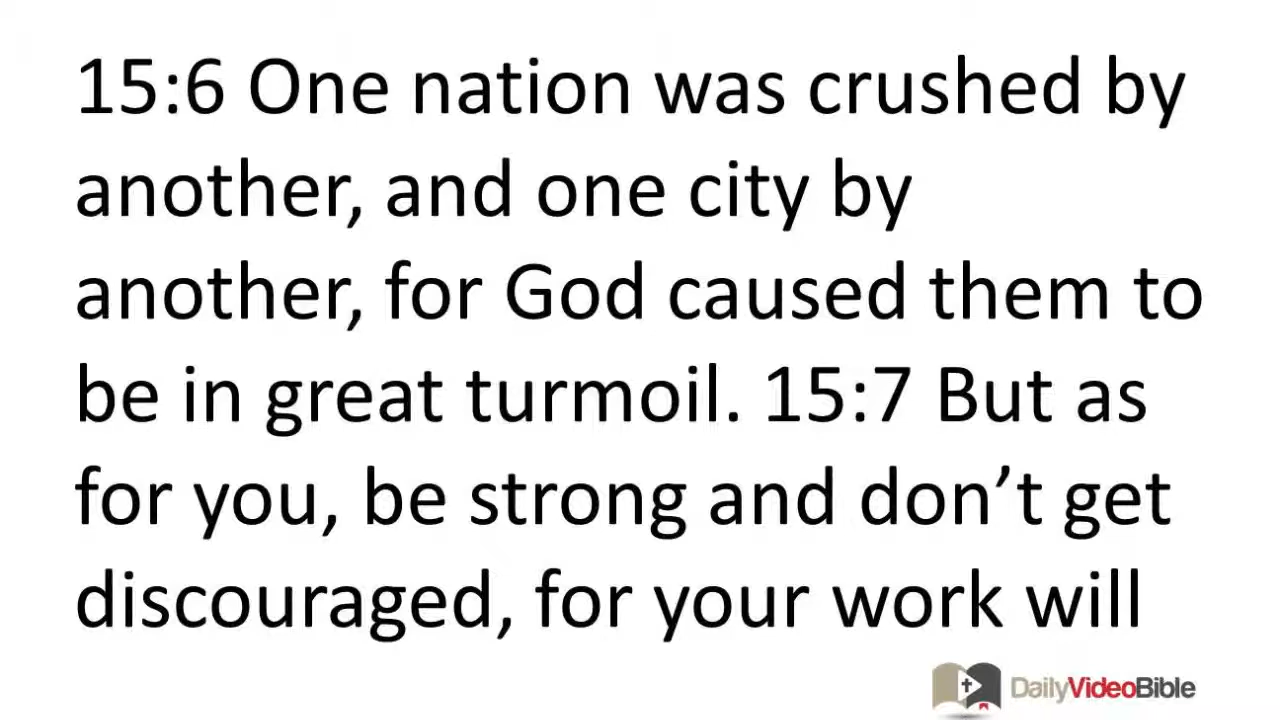 15:6 One nation was crushed by
another, and one city by
another, for God caused them to
be in great turmoil. 15:7 But as
for you, be strong and don’t get
discouraged, for your work will
DailyVideoBible